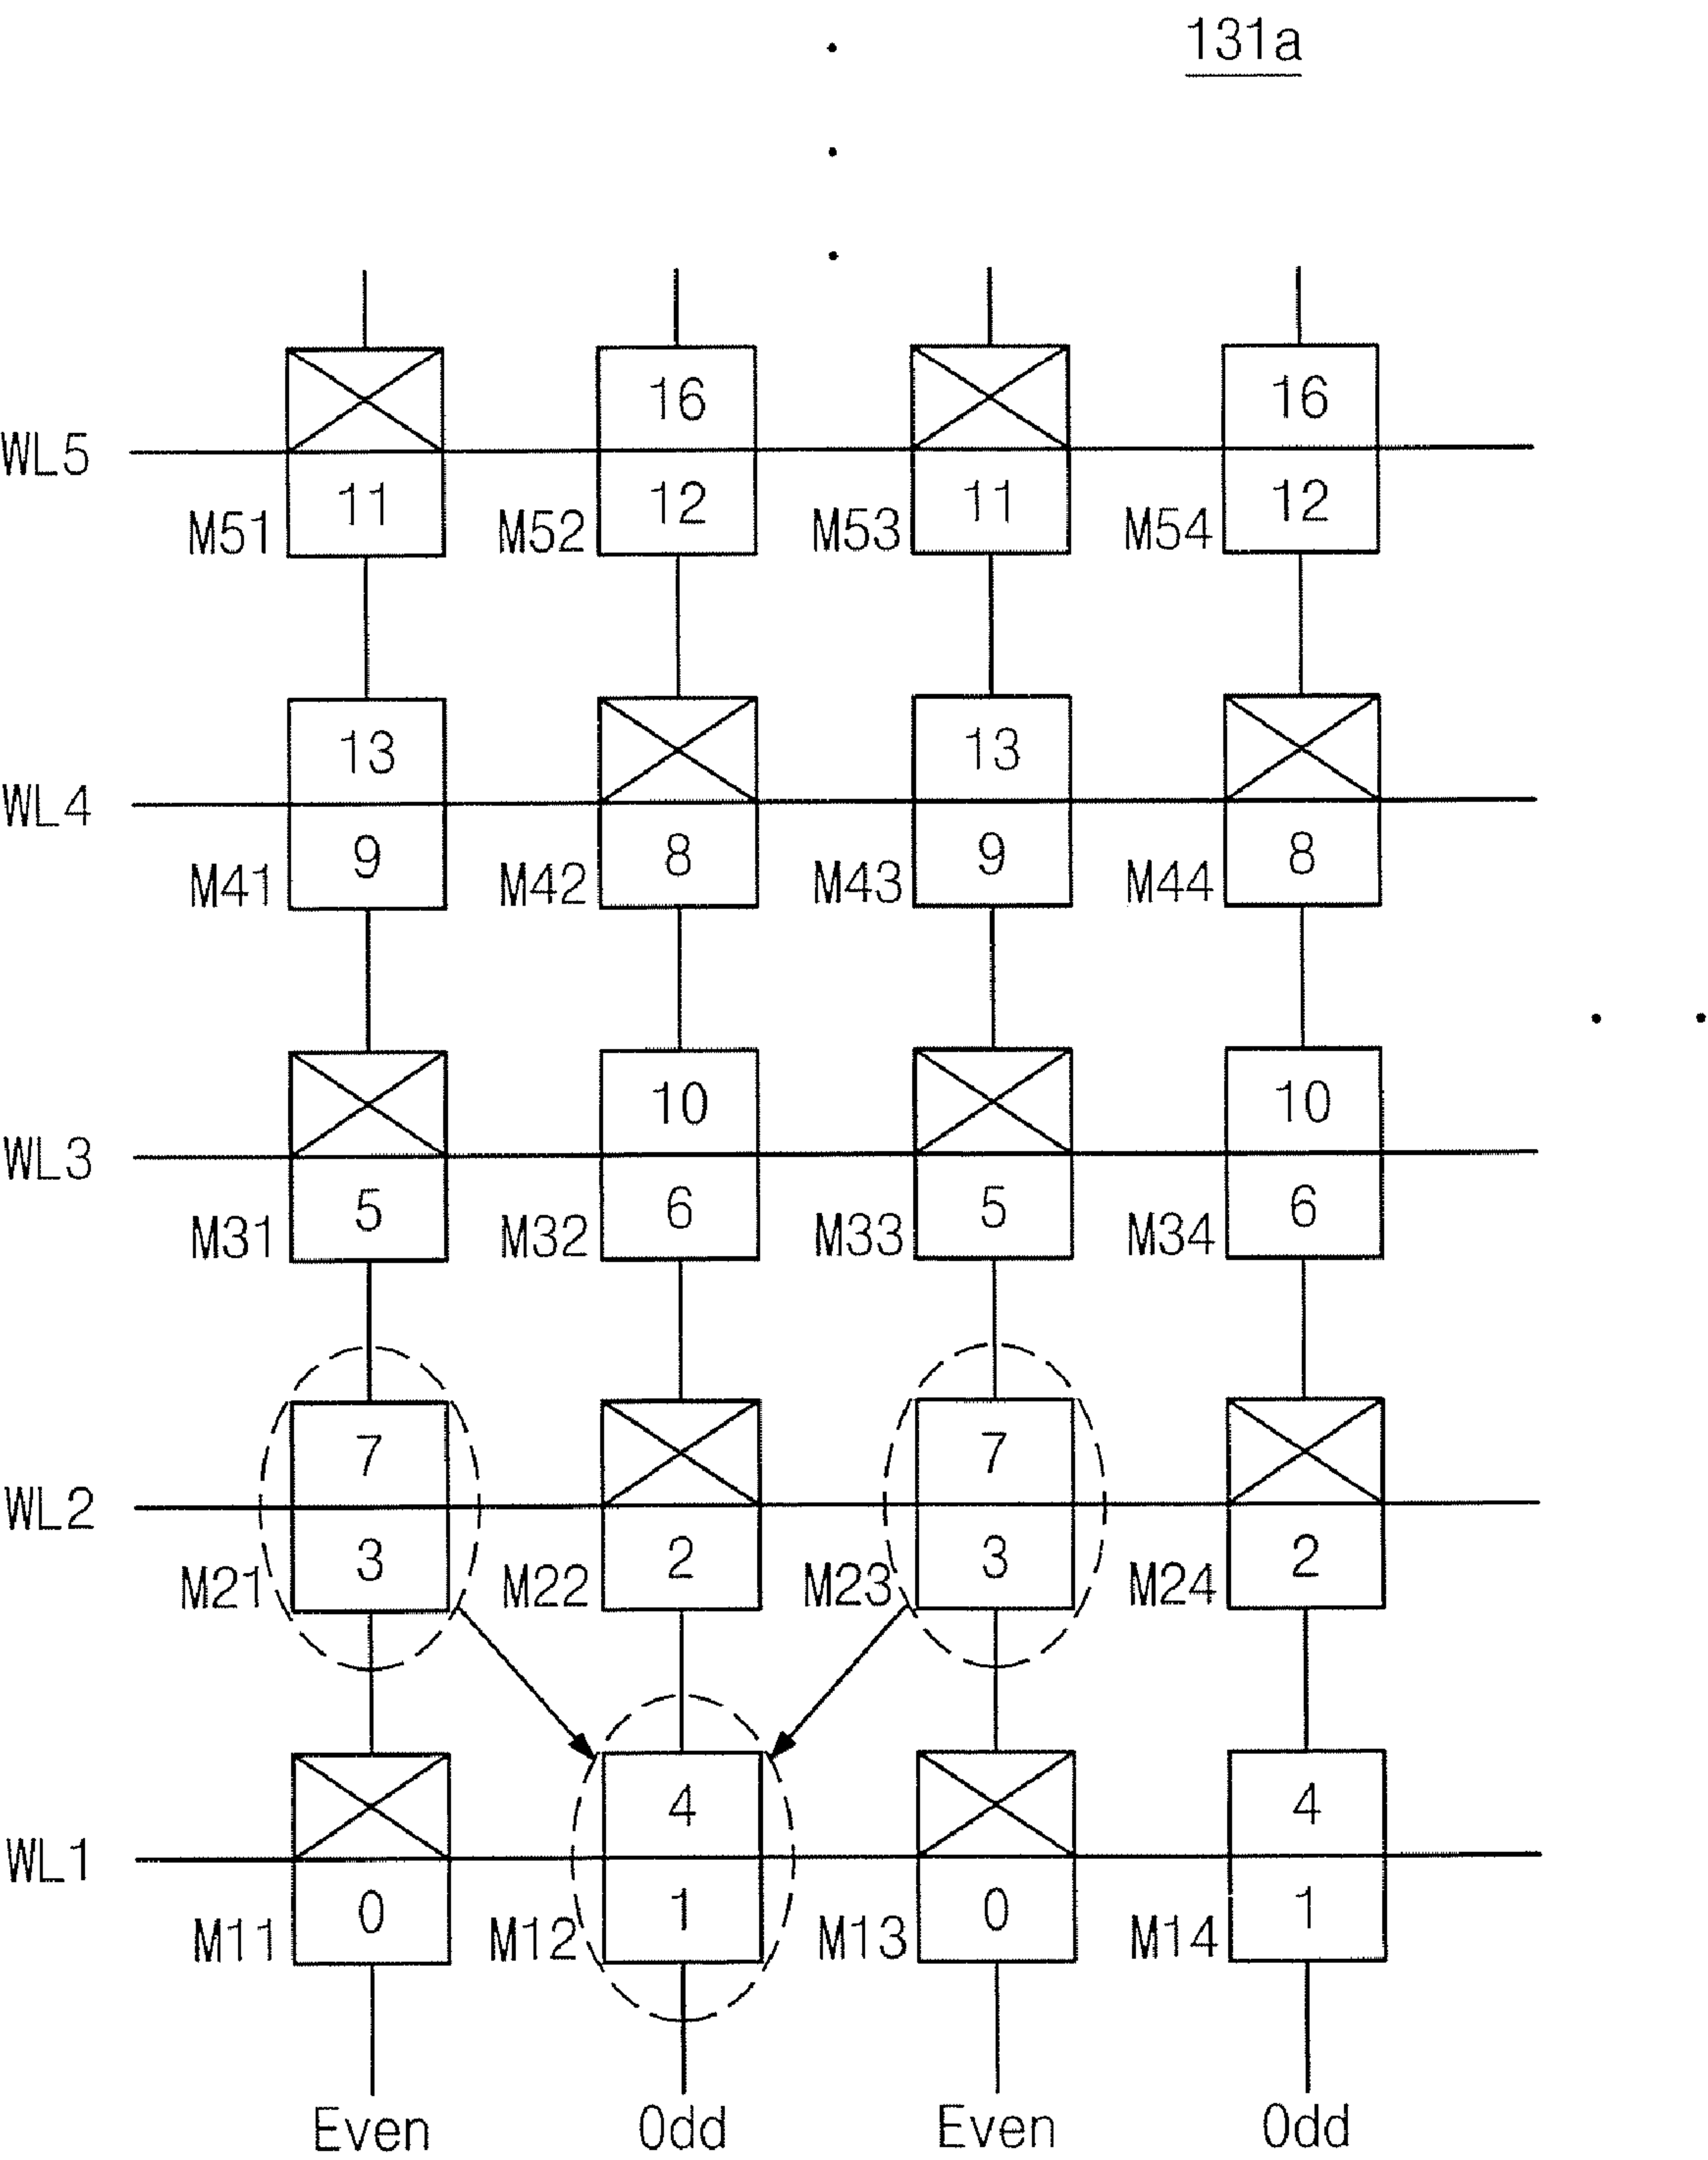 131a
16 16
WL5
11 12 11 12
M51 M52 M53 M54
13 13
WL4
9 8 9 8
M41 M42 M43 M44
10 10
WL3
5 6 5 6
M31 M32 M33 M34
7 7
WL2
3 2 3 2
M21 M22 M23 M24
4 4
WL1
0 1 0 1
M11 M12 M13 M14
Even Odd Even Odd